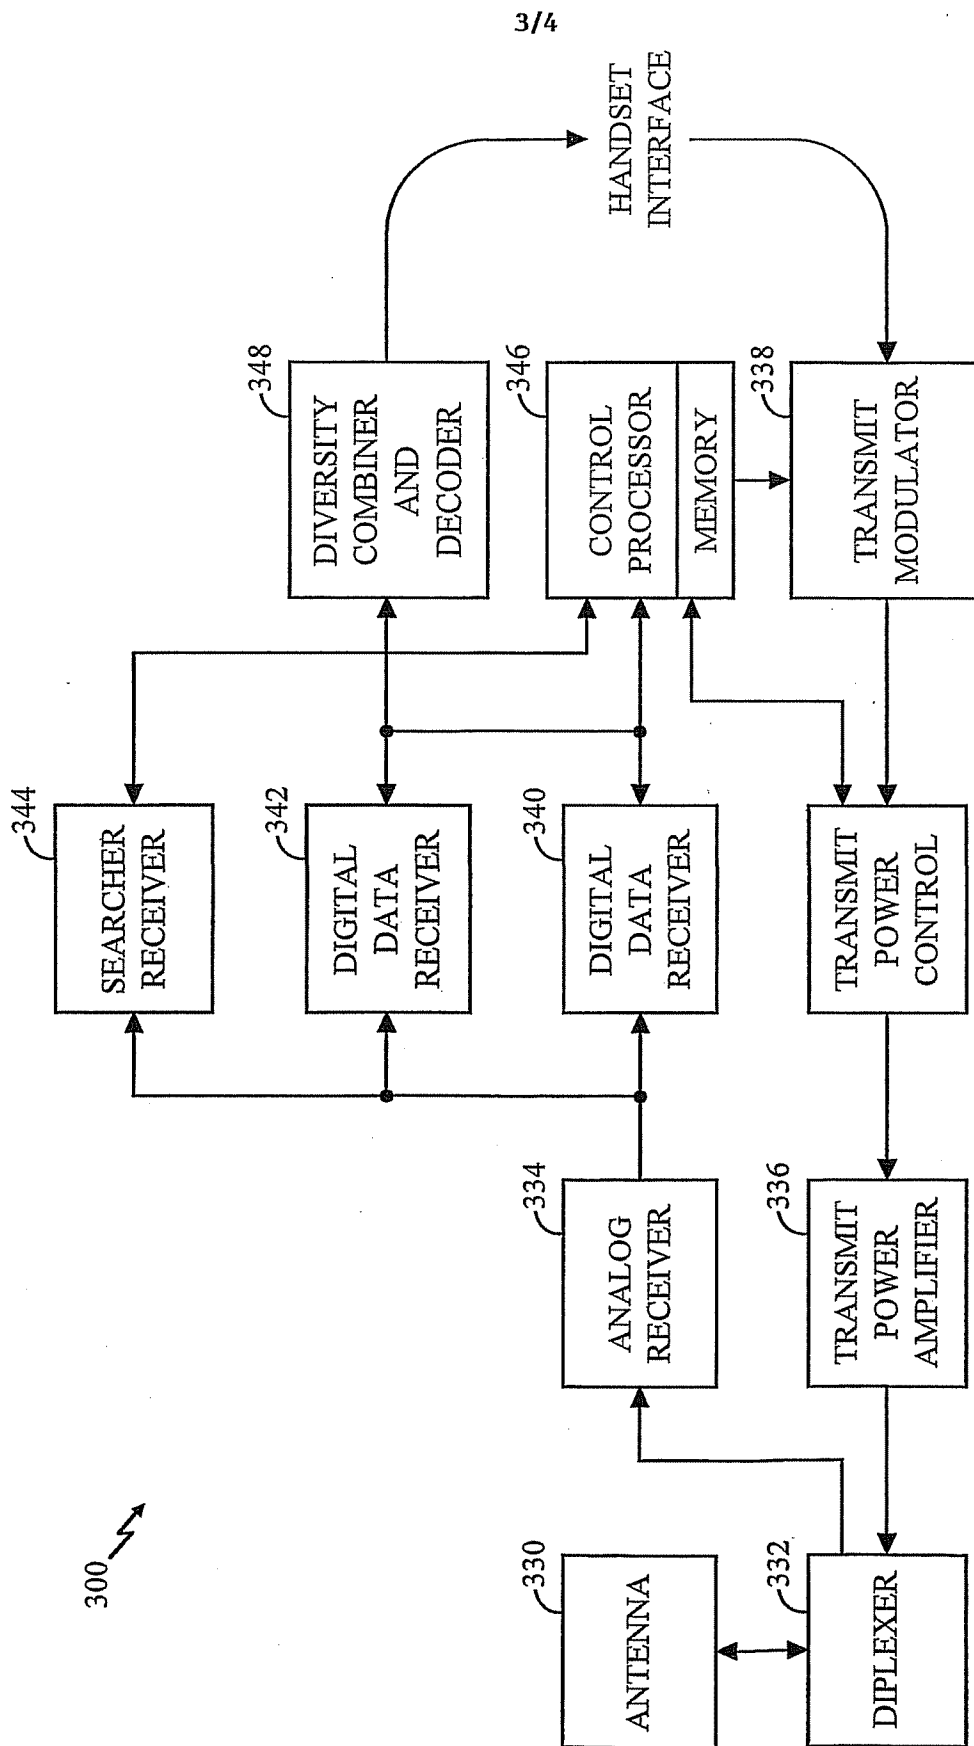 3/4
300
344
SEARCHER
RECEIVER
342
DIGITAL
DATA
RECEIVER
348
DIVERSITY
COMBINER
AND
DECODER
330
ANTENNA
334
ANALOG
RECEIVER
340
DIGITAL
DATA
RECEIVER
346
CONTROL
PROCESSOR
MEMORY
HANDSET
INTERFACE
332
DIPLEXER
336
TRANSMIT
POWER
AMPLIFIER
TRANSMIT
POWER
CONTROL
338
TRANSMIT
MODULATOR